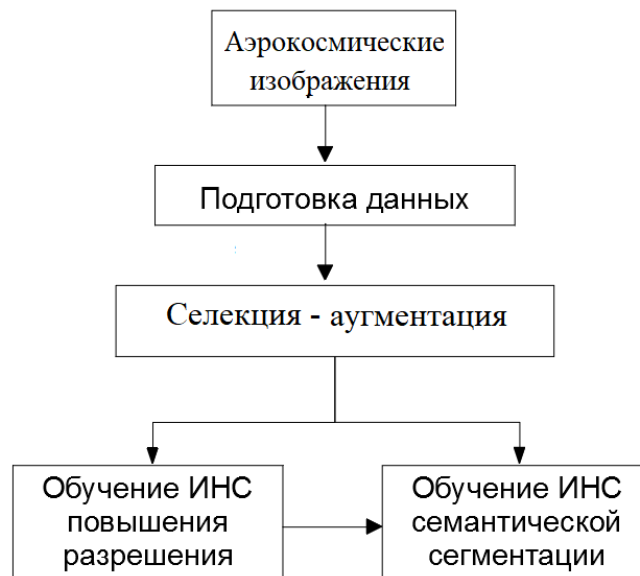 Аэрокосмические
изображения
Подготовка данных
Селекция - аугментация
Обучение ИНС
повышения
разрешения
Обучение ИНС
семантической
сегментации